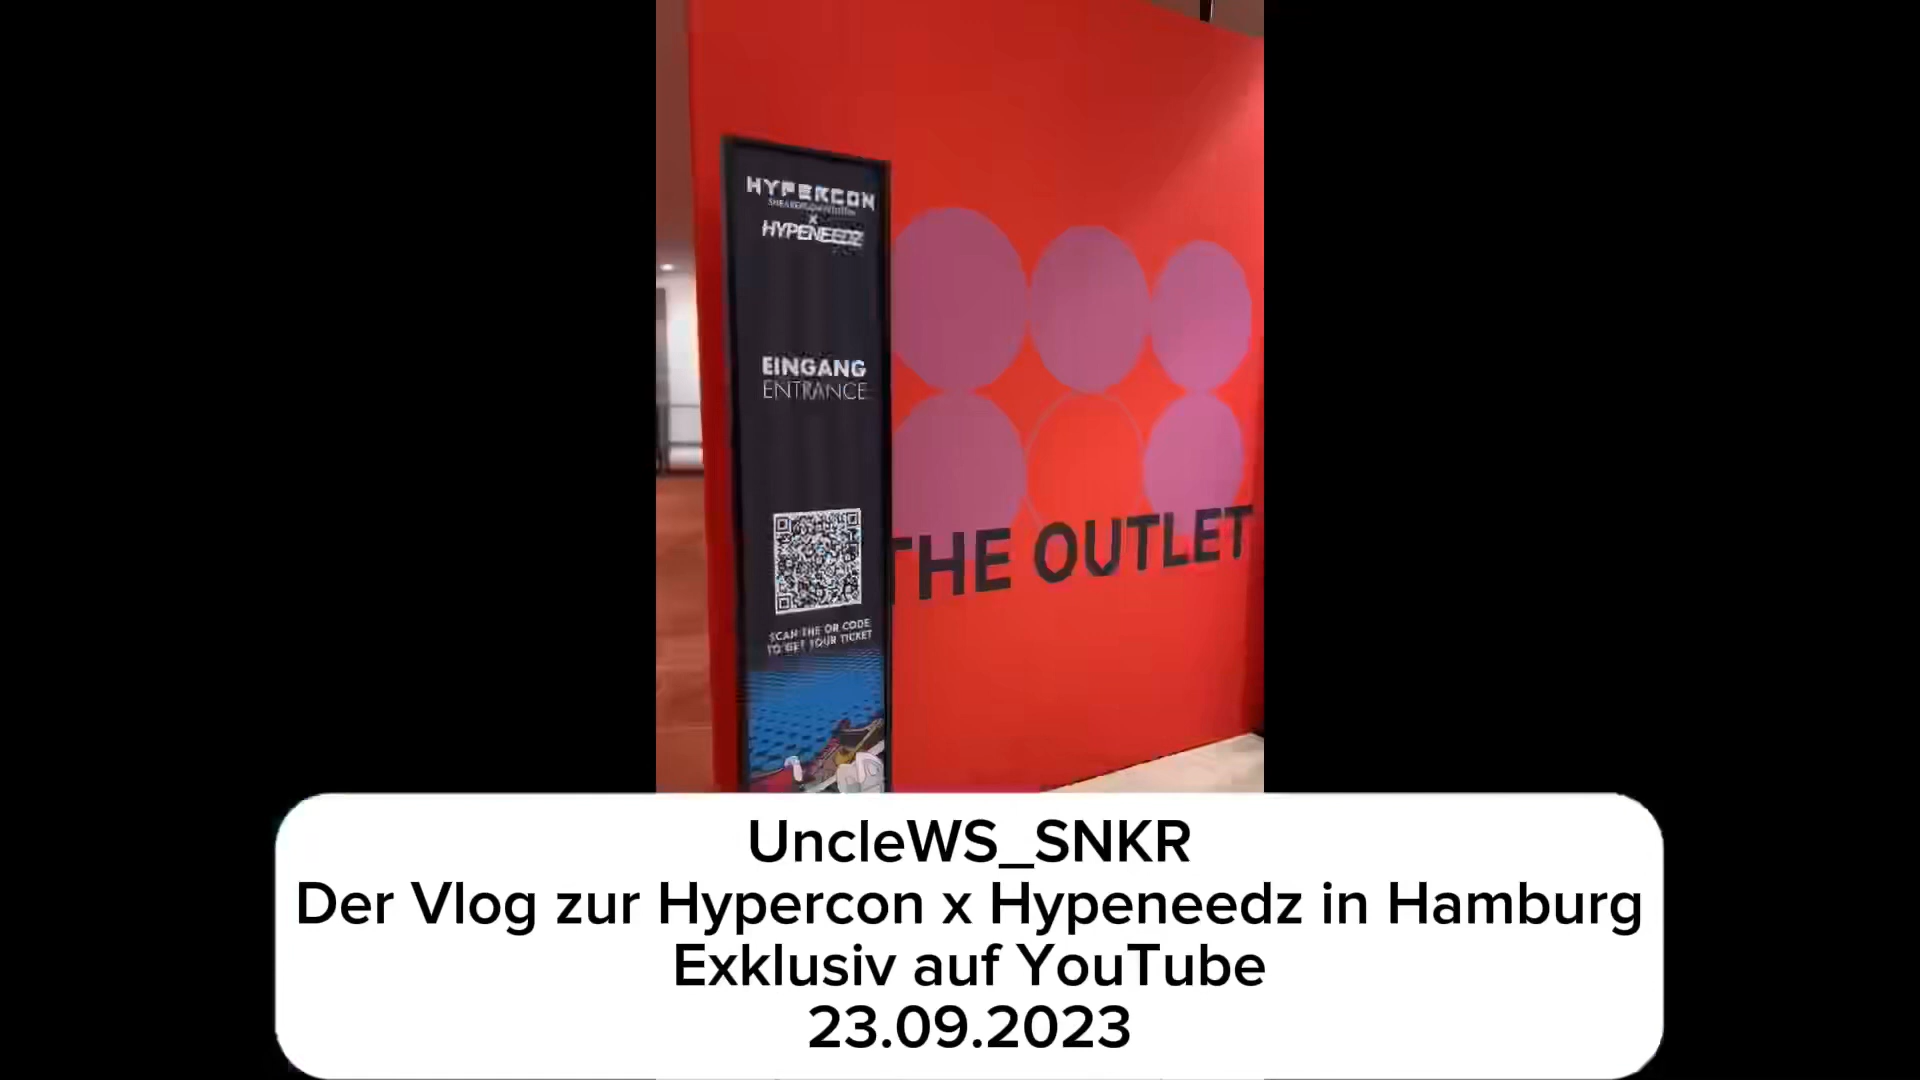 HYPERCON
SNEAKERCONVENTION
x
HYPENEEDZ
EINGANG
ENTRANCE
SCAN THE QR CODE
TO GET YOUR TICKET
THE OUTLET
UncleWS_SNKR
Der Vlog zur Hypercon x Hypeneedz in Hamburg
Exklusiv auf YouTube
23.09.2023